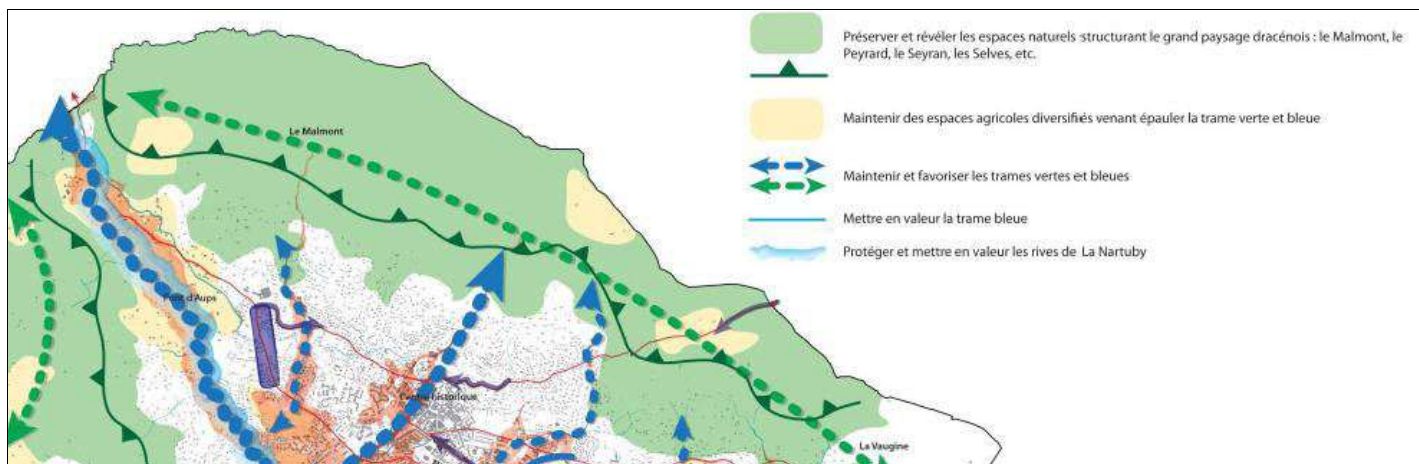 Préserver et révéler les espaces naturels structurant le grand paysage dracénois : le Malmont, le
Peyrard, le Seyran, les Selves, etc.
Maintenir des espaces agricoles diversifiés venant épauler la trame verte et bleue
Maintenir et favoriser les trames vertes et bleues
Mettre en valeur la trame bleue
Protéger et mettre en valeur les rives de La Nartuby
Le Malmont
Pont d'Aups
Centre historique
La Vaugine